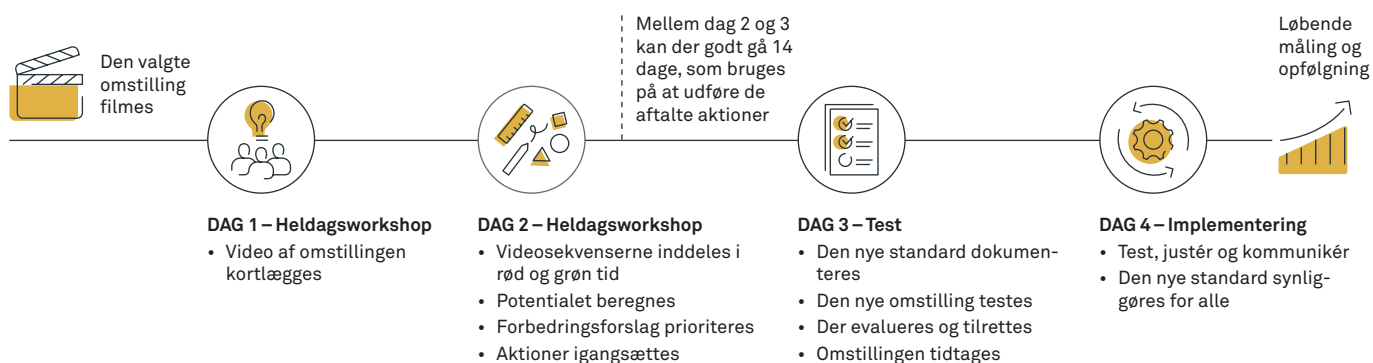 Den valgte
omstilling
filmes
Mellem dag 2 og 3
kan der godt gå 14
dage, som bruges
på at udføre de
aftalte aktioner
Løbende
måling og
opfølgning
DAG 1 – Heldagsworkshop
• Video af omstillingen
kortlægges
DAG 2 – Heldagsworkshop
• Videosekvenserne inddeles i
rød og grøn tid
• Potentialet beregnes
• Forbedringsforslag prioriteres
• Aktioner igangsættes
DAG 3 – Test
• Den nye standard dokumen-
teres
• Den nye omstilling testes
• Der evalueres og tilrettes
• Omstillingen tidtages
DAG 4 – Implementering
• Test, justér og kommunikér
• Den nye standard synlig-
gøres for alle